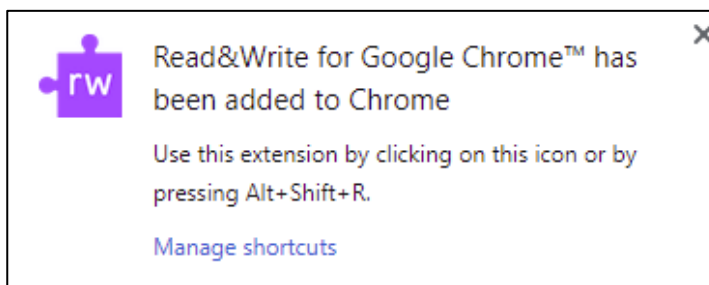 rw
Read&Write for Google Chrome™ has
been added to Chrome
Use this extension by clicking on this icon or by
pressing Alt+Shift+R.
Manage shortcuts